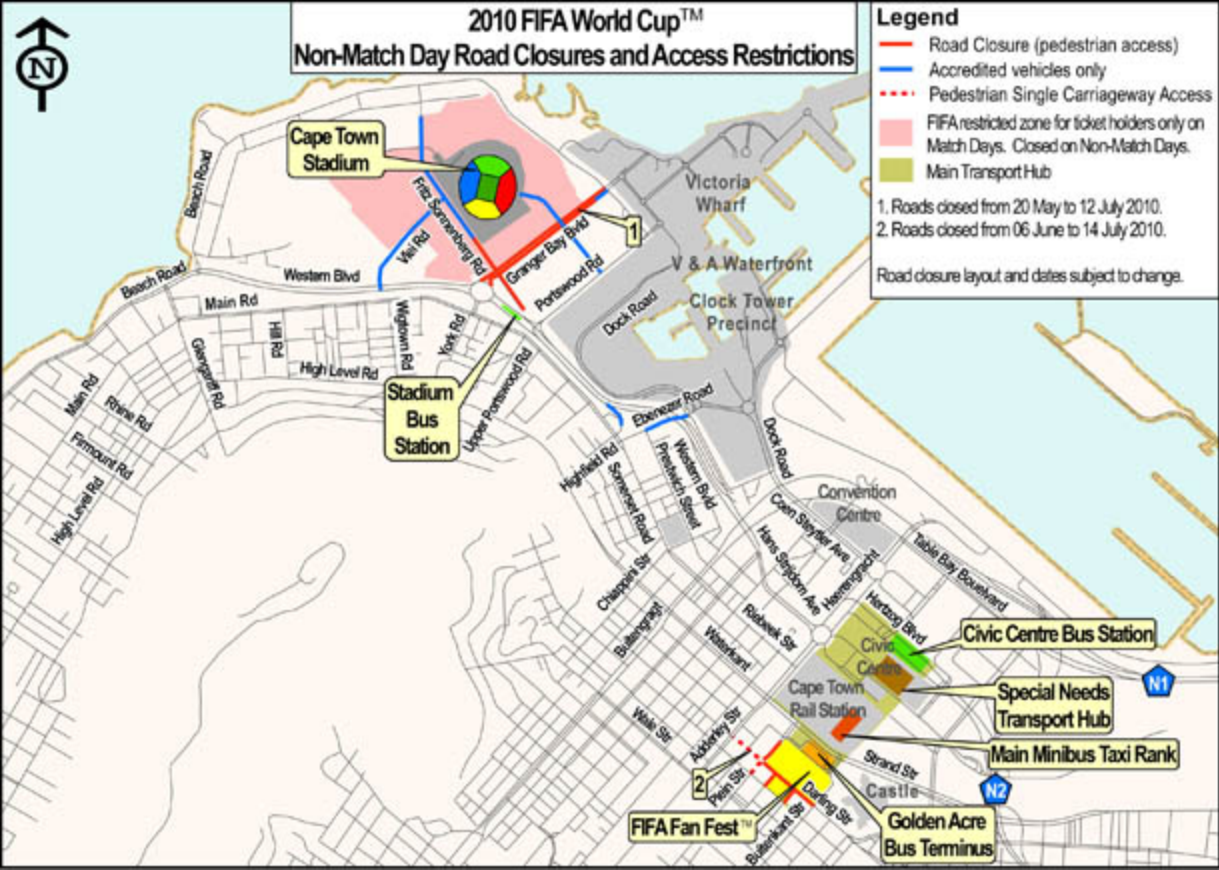 2010 FIFA World Cup™
Non-Match Day Road Closures and Access Restrictions
N
Legend
Road Closure (pedestrian access)
Accredited vehicles only
Pedestrian Single Carriageway Access
FIFA restricted zone for ticket holders only on
Match Days. Closed on Non-Match Days.
Main Transport Hub
1. Roads closed from 20 May to 12 July 2010.
2. Roads closed from 06 June to 14 July 2010.
Road closure layout and dates subject to change.
Cape Town
Stadium
Beach Road
Fritz Sonnenberg Rd
Vlei Rd
Granger Bay Blvd
1
Portswood Rd
Victoria
Wharf
V & A Waterfront
Clock Tower
Precinct
Dock Road
Beach Road
Western Blvd
Main Rd
Hill Rd
Glengariff Rd
High Level Rd
Wigtown Rd
York Rd
Upper Portswood Rd
Stadium
Bus
Station
Main Rd
Rhine Rd
Firmount Rd
High Level Rd
Ebenezer Road
Highfield Rd
Somerset Road
Prestwich Street
Western Blvd
Dock Road
Convention
Centre
Coen Steytler Ave
Hans Strijdom Ave
Heerengracht
Table Bay Bouelvard
Hertzog Blvd
Chiappini Str
Buitengragt
Riebeek Str
Waterkant
Civic
Centre
Civic Centre Bus Station
Cape Town
Rail Station
Special Needs
Transport Hub
N1
Main Minibus Taxi Rank
Wale Str
Adderley Str
Plein Str
2
Strand Str
Castle
N2
Darling Str
Buitenkant Str
FIFA Fan Fest™
Golden Acre
Bus Terminus